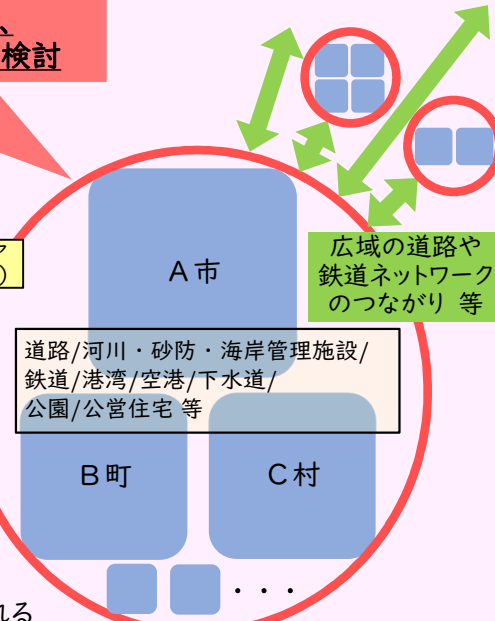 検討
A市
広域の道路や
鉄道ネットワーク
のつながり 等
道路/河川・砂防・海岸管理施設/
鉄道/港湾/空港/下水道/
公園/公営住宅 等
B町
C村
・・・
れる